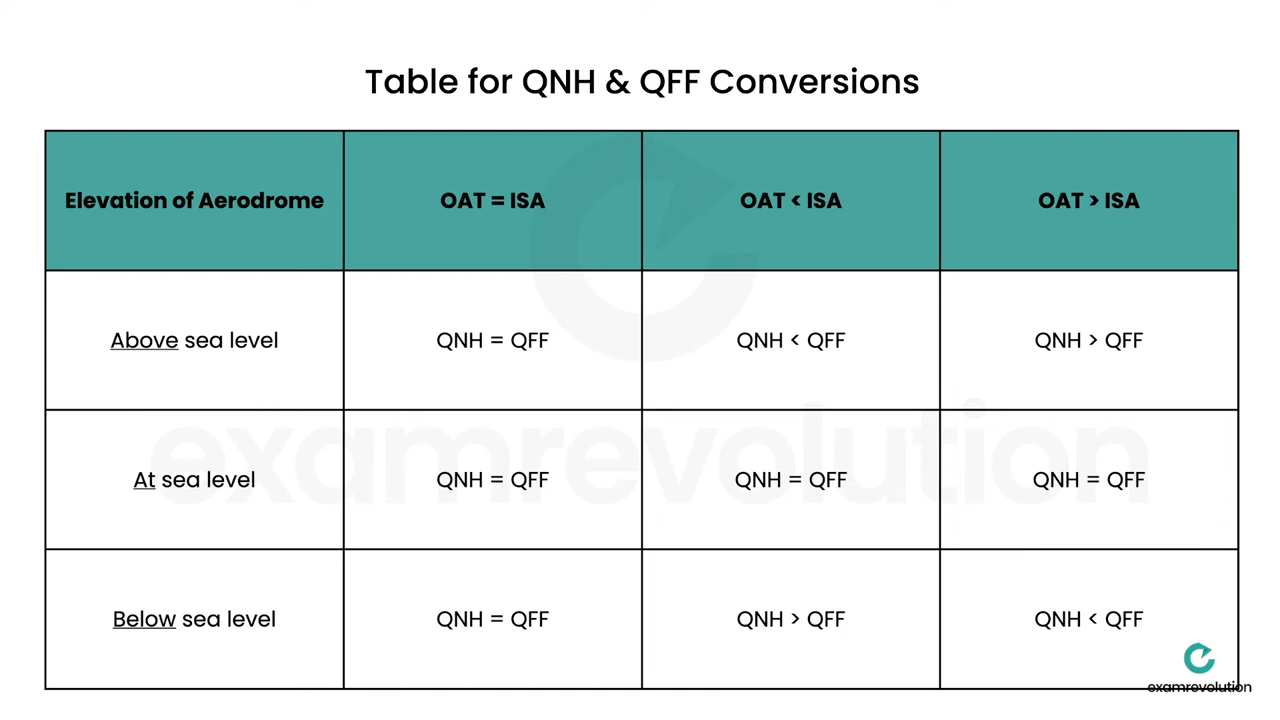 Table for QNH & QFF Conversions
Elevation of Aerodrome OAT = ISA OAT < ISA OAT > ISA
Above sea level QNH = QFF QNH < QFF QNH > QFF
At sea level QNH = QFF QNH = QFF QNH = QFF
Below sea level QNH = QFF QNH > QFF QNH < QFF
examrevolution
examrevolution